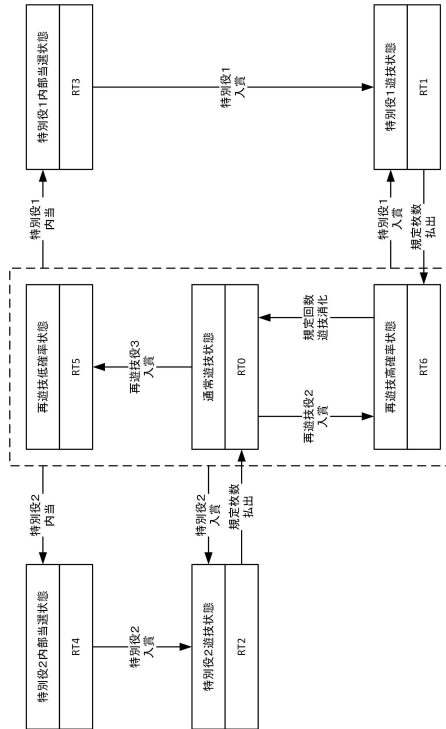 特別役2内部当選状態
RT4
特別役2
内当
再遊技低確率状態
RT5
特別役1
内当
特別役1内部当選状態
RT3
特別役2
入賞
再遊技役3
入賞
特別役1
入賞
特別役2遊技状態
RT2
特別役2
入賞
規定枚数
払出
通常遊技状態
RT0
再遊技役2
入賞
規定回数
遊技消化
再遊技高確率状態
RT6
特別役1
入賞
規定枚数
払出
特別役1遊技状態
RT1